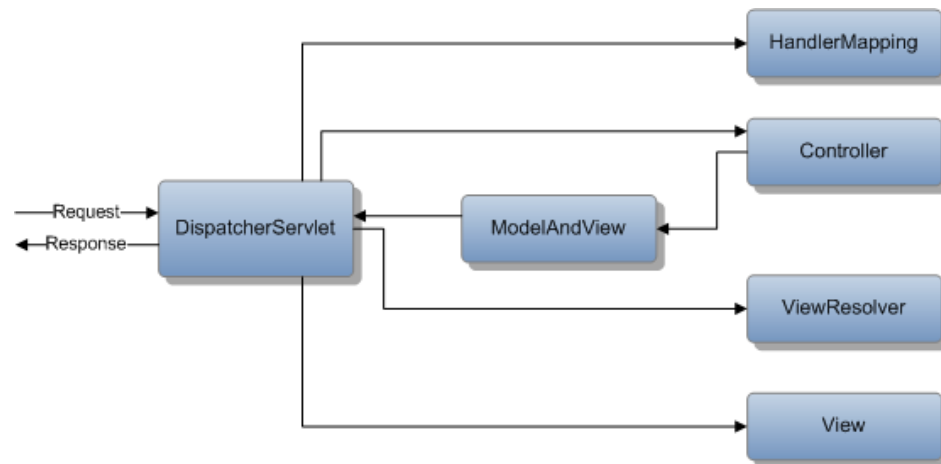 HandlerMapping
Controller
Request
DispatcherServlet
ModelAndView
Response
ViewResolver
View